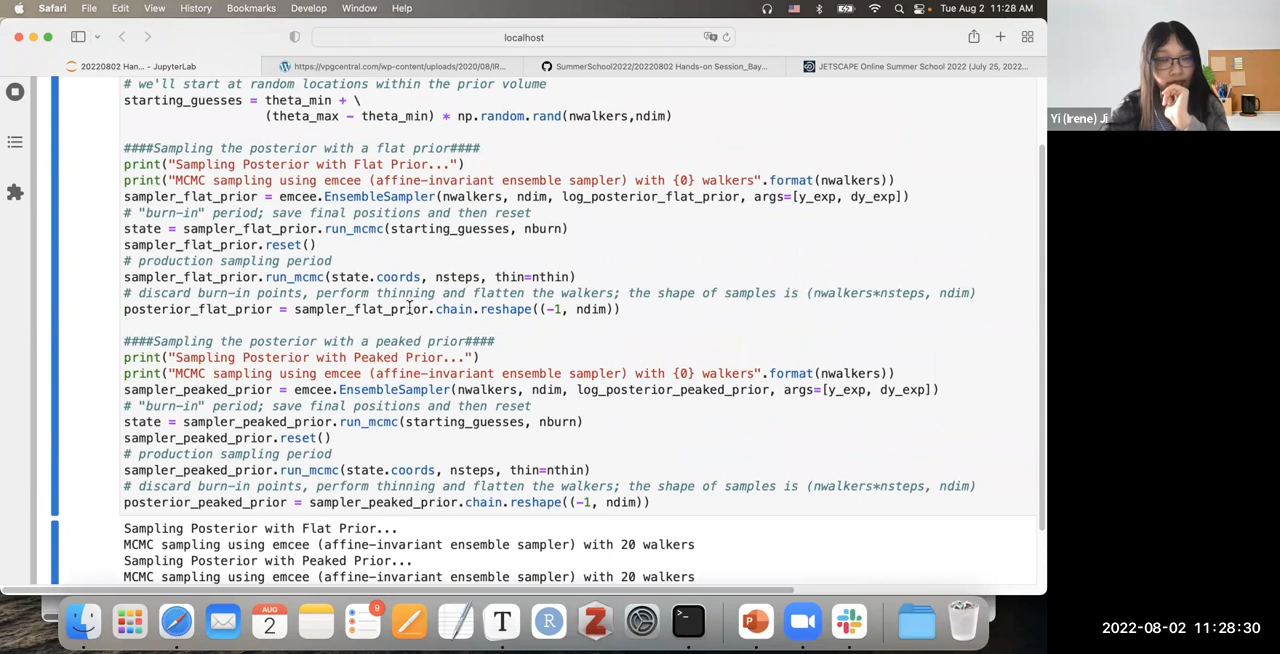 Safari File Edit View History Bookmarks Develop Window Help Tue Aug 2 11:28 AM
localhost
20220802 Han... - JupyterLab
https://vpgcentral.com/wp-content/uploads/2020/08/IR...
SummerSchool2022/20220802 Hands-on Session_Bay...
JETSCAPE Online Summer School 2022 (July 25, 2022...
# we'll start at random locations within the prior volume
starting_guesses = theta_min + \
(theta_max - theta_min) * np.random.rand(nwalkers,ndim)
####Sampling the posterior with a flat prior####
print("Sampling Posterior with Flat Prior...")
print("MCMC sampling using emcee (affine-invariant ensemble sampler) with {0} walkers".format(nwalkers))
sampler_flat_prior = emcee.EnsembleSampler(nwalkers, ndim, log_posterior_flat_prior, args=[y_exp, dy_exp])
# "burn-in" period; save final positions and then reset
state = sampler_flat_prior.run_mcmc(starting_guesses, nburn)
sampler_flat_prior.reset()
# production sampling period
sampler_flat_prior.run_mcmc(state.coords, nsteps, thin=nthin)
# discard burn-in points, perform thinning and flatten the walkers; the shape of samples is (nwalkers*nsteps, ndim)
posterior_flat_prior = sampler_flat_prior.chain.reshape((-1, ndim))
####Sampling the posterior with a peaked prior####
print("Sampling Posterior with Peaked Prior...")
print("MCMC sampling using emcee (affine-invariant ensemble sampler) with {0} walkers".format(nwalkers))
sampler_peaked_prior = emcee.EnsembleSampler(nwalkers, ndim, log_posterior_peaked_prior, args=[y_exp, dy_exp])
# "burn-in" period; save final positions and then reset
state = sampler_peaked_prior.run_mcmc(starting_guesses, nburn)
sampler_peaked_prior.reset()
# production sampling period
sampler_peaked_prior.run_mcmc(state.coords, nsteps, thin=nthin)
# discard burn-in points, perform thinning and flatten the walkers; the shape of samples is (nwalkers*nsteps, ndim)
posterior_peaked_prior = sampler_peaked_prior.chain.reshape((-1, ndim))
Sampling Posterior with Flat Prior...
MCMC sampling using emcee (affine-invariant ensemble sampler) with 20 walkers
Sampling Posterior with Peaked Prior...
MCMC sampling using emcee (affine-invariant ensemble sampler) with 20 walkers
Yi (Irene) Ji
AUG
2
9
T
R
Z
P
2022-08-02 11:28:30